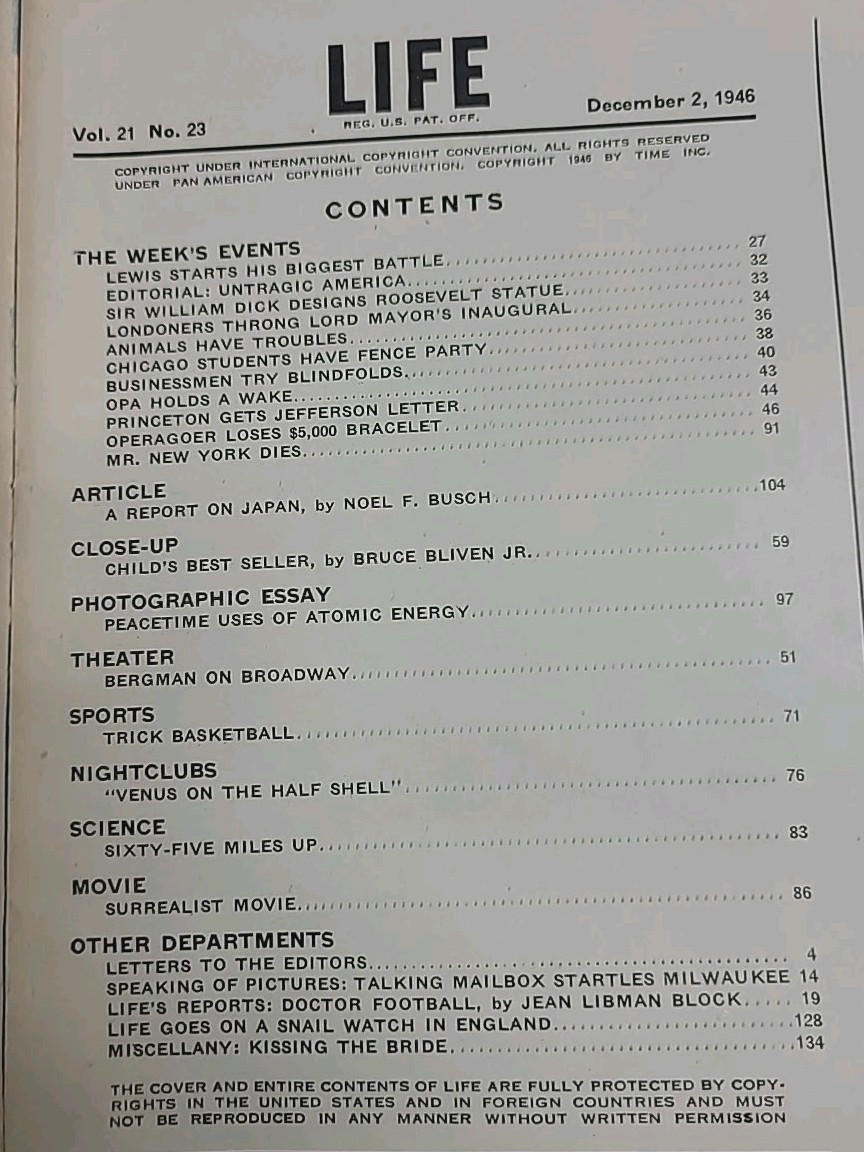 LIFE
REG. U.S. PAT. OFF.
Vol. 21 No. 23 December 2, 1946
COPYRIGHT UNDER INTERNATIONAL COPYRIGHT CONVENTION. ALL RIGHTS RESERVED
UNDER PAN AMERICAN COPYRIGHT CONVENTION. COPYRIGHT 1946 BY TIME INC.
CONTENTS
THE WEEK'S EVENTS
LEWIS STARTS HIS BIGGEST BATTLE 27
EDITORIAL: UNTRAGIC AMERICA 32
SIR WILLIAM DICK DESIGNS ROOSEVELT STATUE 33
LONDONERS THRONG LORD MAYOR'S INAUGURAL 34
ANIMALS HAVE TROUBLES 36
CHICAGO STUDENTS HAVE FENCE PARTY 38
BUSINESSMEN TRY BLINDFOLDS 40
OPA HOLDS A WAKE 43
PRINCETON GETS JEFFERSON LETTER 44
OPERAGOER LOSES $5,000 BRACELET 46
MR. NEW YORK DIES 91
ARTICLE
A REPORT ON JAPAN, by NOEL F. BUSCH 104
CLOSE-UP
CHILD'S BEST SELLER, by BRUCE BLIVEN JR. 59
PHOTOGRAPHIC ESSAY
PEACETIME USES OF ATOMIC ENERGY 97
THEATER
BERGMAN ON BROADWAY 51
SPORTS
TRICK BASKETBALL 71
NIGHTCLUBS
"VENUS ON THE HALF SHELL" 76
SCIENCE
SIXTY-FIVE MILES UP 83
MOVIE
SURREALIST MOVIE 86
OTHER DEPARTMENTS
LETTERS TO THE EDITORS 4
SPEAKING OF PICTURES: TALKING MAILBOX STARTLES MILWAUKEE 14
LIFE'S REPORTS: DOCTOR FOOTBALL, by JEAN LIBMAN BLOCK 19
LIFE GOES ON A SNAIL WATCH IN ENGLAND 128
MISCELLANY: KISSING THE BRIDE 134
THE COVER AND ENTIRE CONTENTS OF LIFE ARE FULLY PROTECTED BY COPY-
RIGHTS IN THE UNITED STATES AND IN FOREIGN COUNTRIES AND MUST
NOT BE REPRODUCED IN ANY MANNER WITHOUT WRITTEN PERMISSION